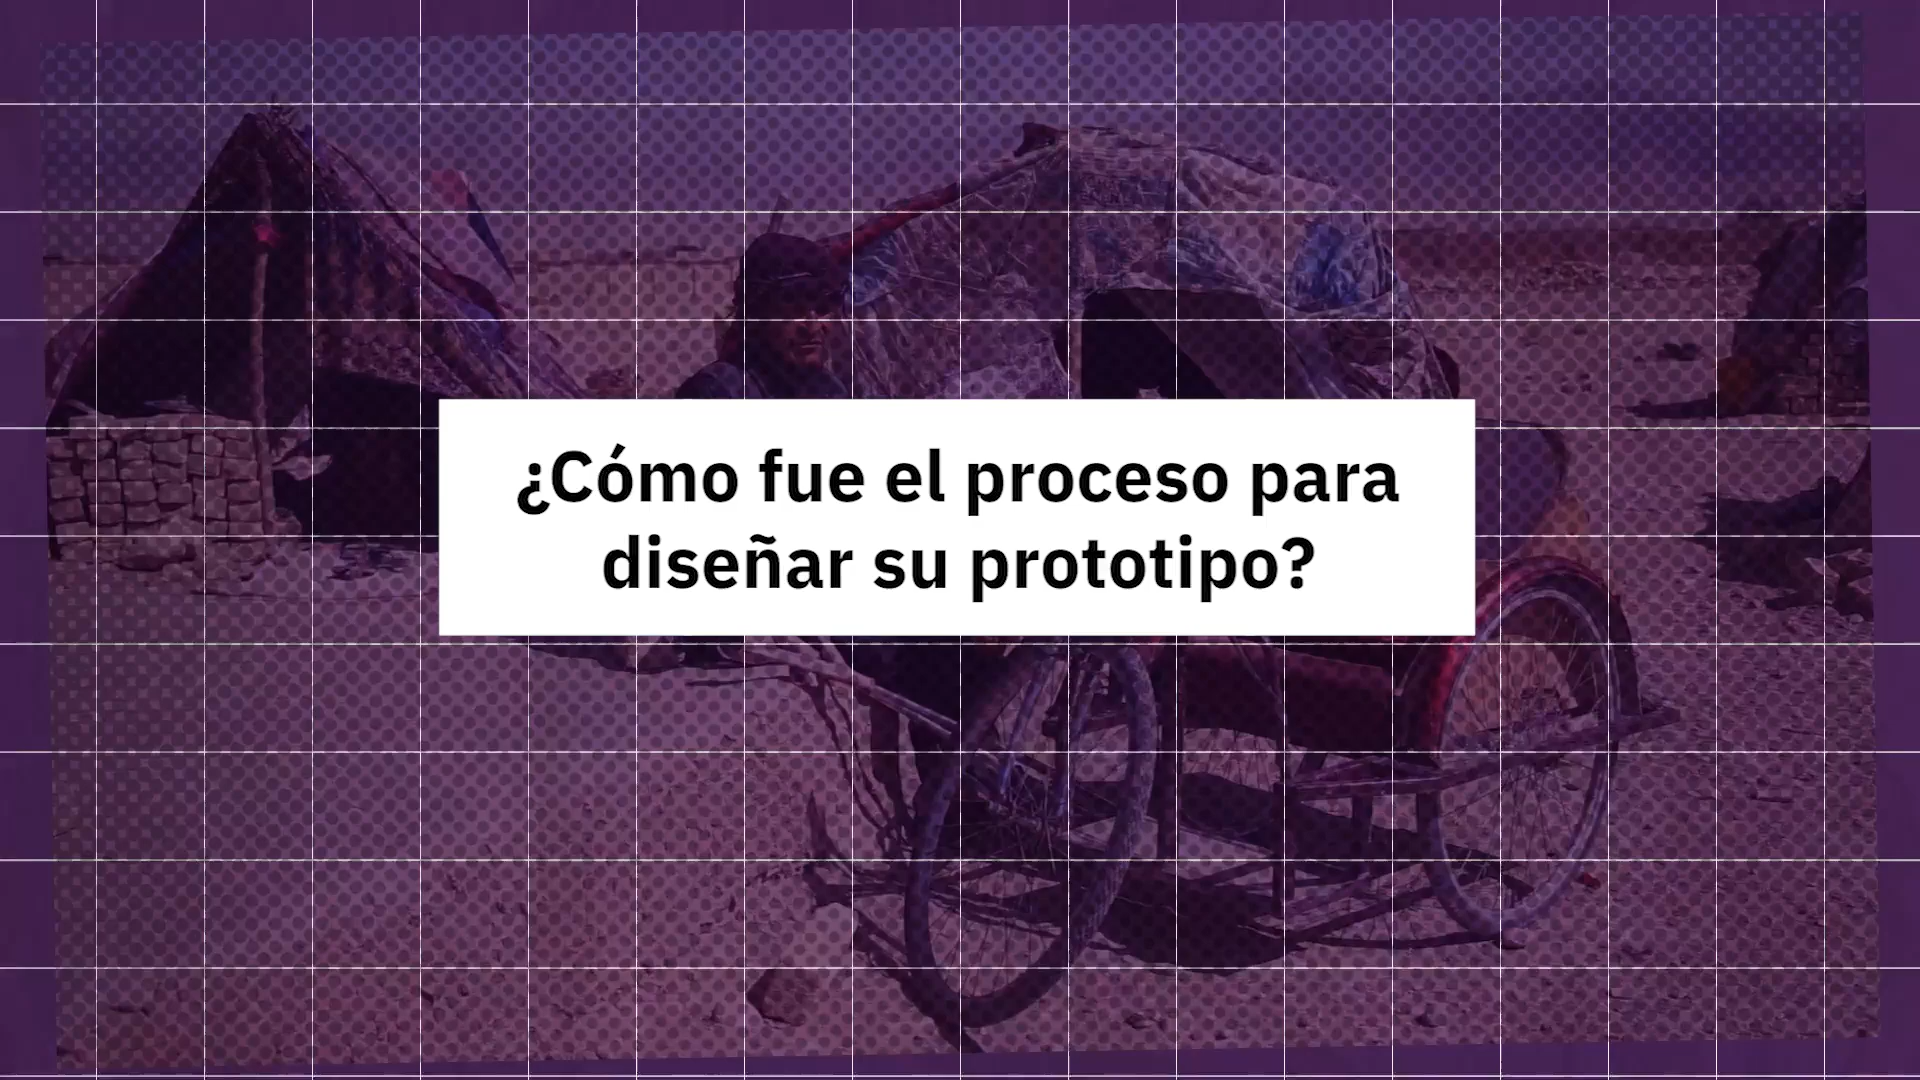 ¿Cómo fue el proceso para
diseñar su prototipo?